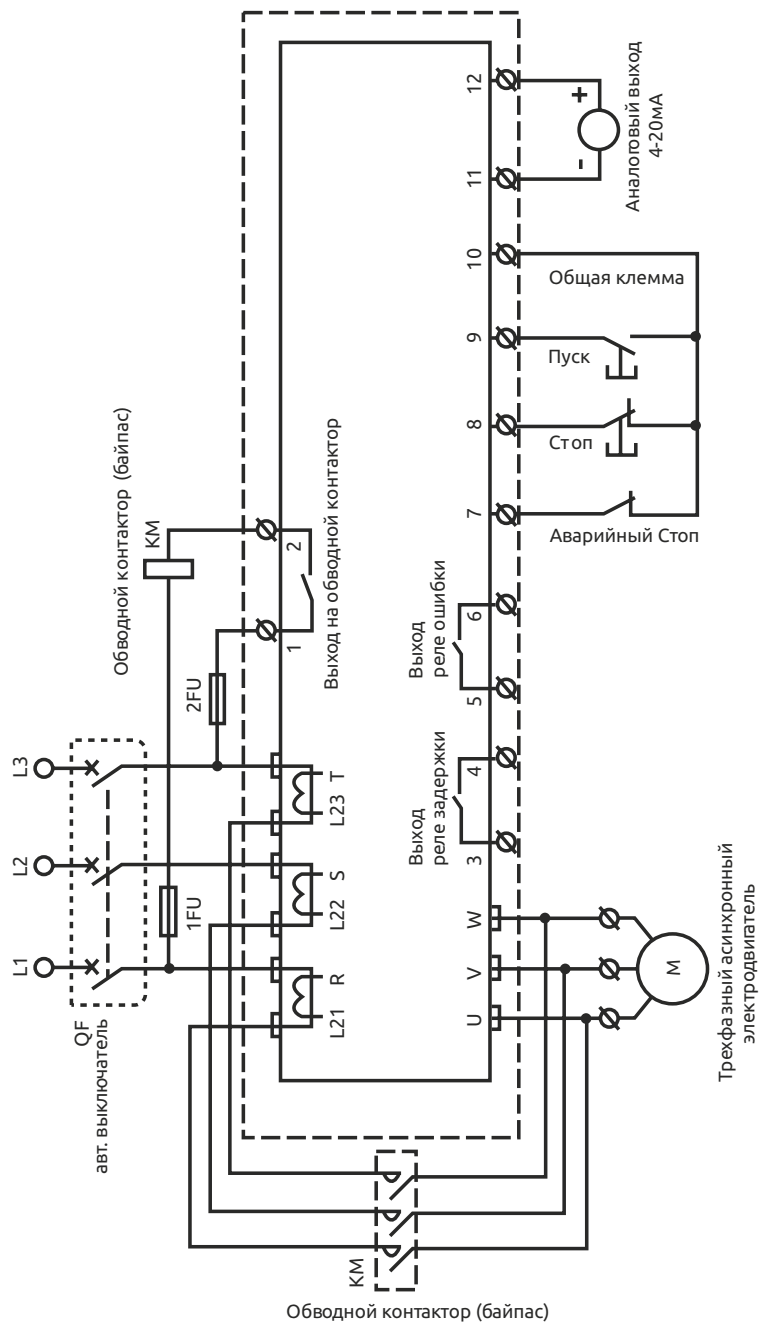 L1
L2
L3
QF
авт. выключатель
1FU
2FU
Обводной контактор (байпас)
KM
1
2
Выход на обводной контактор
L21
R
L22
S
L23
T
U
V
W
3
4
Выход
реле задержки
5
6
Выход
реле ошибки
7
8
9
10
11
12
Аварийный Стоп
Стоп
Пуск
Общая клемма
-
+
Аналоговый выход
4-20мА
M
Трехфазный асинхронный
электродвигатель
KM
Обводной контактор (байпас)